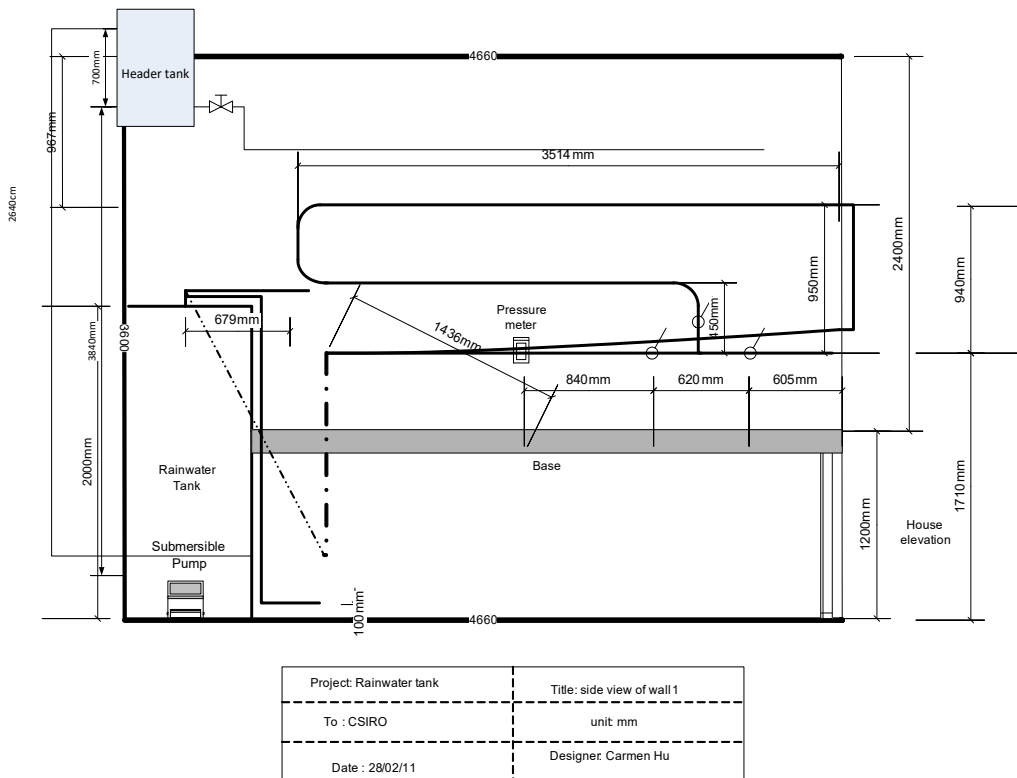 4660
Header tank
700mm
967mm
3514mm
2640cm
2400mm
950mm
940mm
450mm
Pressure
meter
1436mm
679mm
3600
3840mm
840mm
620mm
605mm
Base
2000mm
Rainwater
Tank
1200mm
1710mm
House
elevation
Submersible
Pump
100mm
4660
Project: Rainwater tank
Title: side view of wall 1
To : CSIRO
unit: mm
Date : 28/02/11
Designer: Carmen Hu